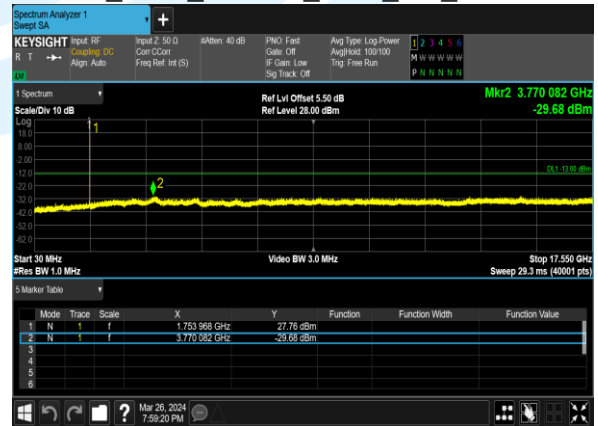 Spectrum Analyzer 1
Swept SA
+
KEYSIGHT
R T
LW
Input: RF
Coupling: DC
Align: Auto
Input Z: 50 Ω
Corr CCorr
Freq Ref: Int (S)
#Atten: 40 dB
PNO: Fast
Gate: Off
IF Gain: Low
Sig Track: Off
Avg Type: Log-Power
Avg|Hold: 100/100
Trig: Free Run
1 2 3 4 5 6
M W W W W W
P N N N N N
1 Spectrum
Scale/Div 10 dB
Ref Lvl Offset 5.50 dB
Ref Level 28.00 dBm
Mkr2 3.770 082 GHz
-29.68 dBm
Log
18.0
8.00
-2.00
-12.0
-22.0
-32.0
-42.0
-52.0
-62.0
1
2
DL1 -13.00 dBm
Start 30 MHz
#Res BW 1.0 MHz
Video BW 3.0 MHz
Stop 17.550 GHz
Sweep 29.3 ms (40001 pts)
5 Marker Table
Mode Trace Scale X Y Function Function Width Function Value
1 N 1 f 1.753 968 GHz 27.76 dBm
2 N 1 f 3.770 082 GHz -29.68 dBm
3
4
5
6
?
Mar 26, 2024
7:59:20 PM